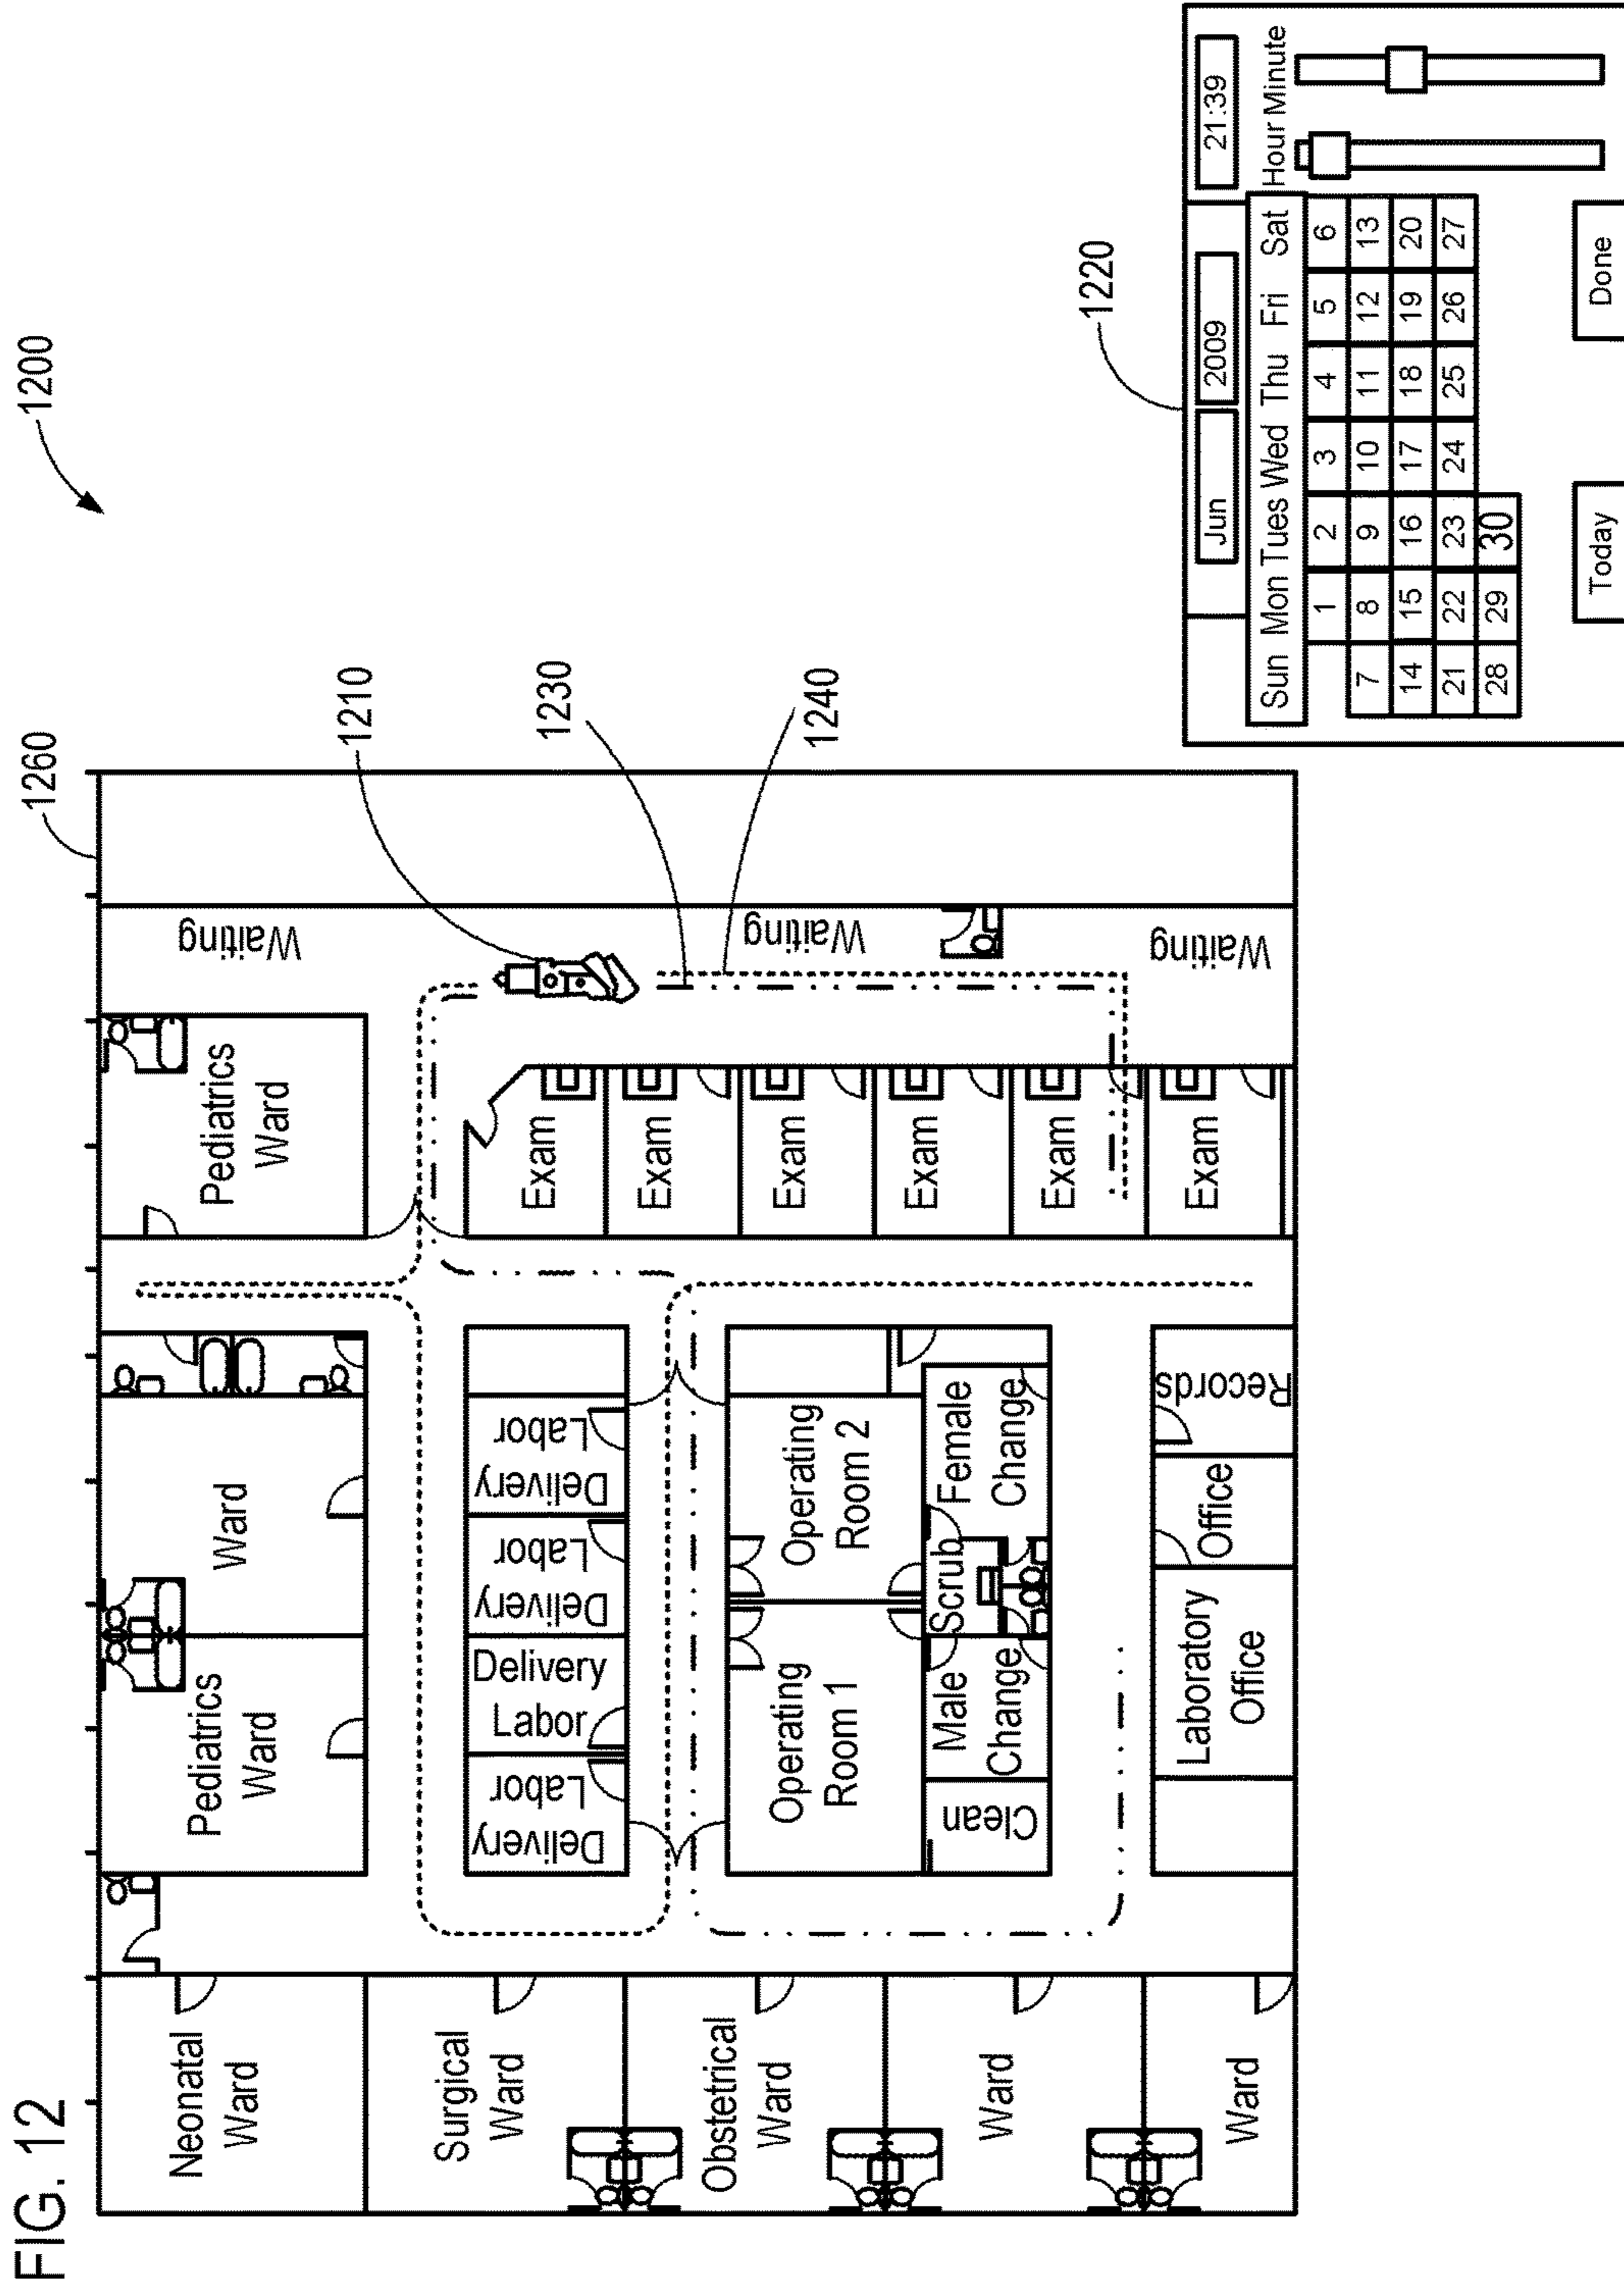 FIG. 12
1200
1260
1210
1230
1240
1220
Neonatal
Ward
Pediatrics
Ward
Ward
Pediatrics
Ward
Waiting
Surgical
Ward
Delivery
Labor
Delivery
Labor
Delivery
Labor
Delivery
Labor
Exam
Exam
Exam
Exam
Exam
Exam
Waiting
Waiting
Obstetrical
Ward
Operating
Room 1
Operating
Room 2
Ward
Clean
Male
Change
Scrub
Female
Change
Ward
Laboratory
Office
Office
Records
Jun 2009 21:39
Sun Mon Tues Wed Thu Fri Sat Hour Minute
1 2 3 4 5 6
7 8 9 10 11 12 13
14 15 16 17 18 19 20
21 22 23 24 25 26 27
28 29 30
Today Done